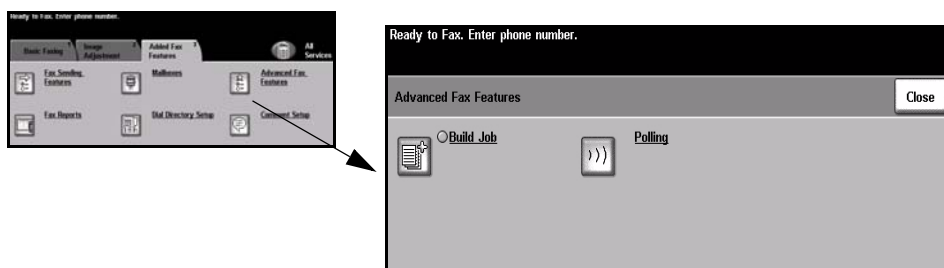 Ready to Fax. Enter phone number.
Basic Faxing
Image Adjustment
Added Fax Features
All Services
Fax Sending Features
Mailboxes
Advanced Fax Features
Fax Reports
Dial Directory Setup
Comment Setup
Ready to Fax. Enter phone number.
Advanced Fax Features
Close
Build Job
Polling